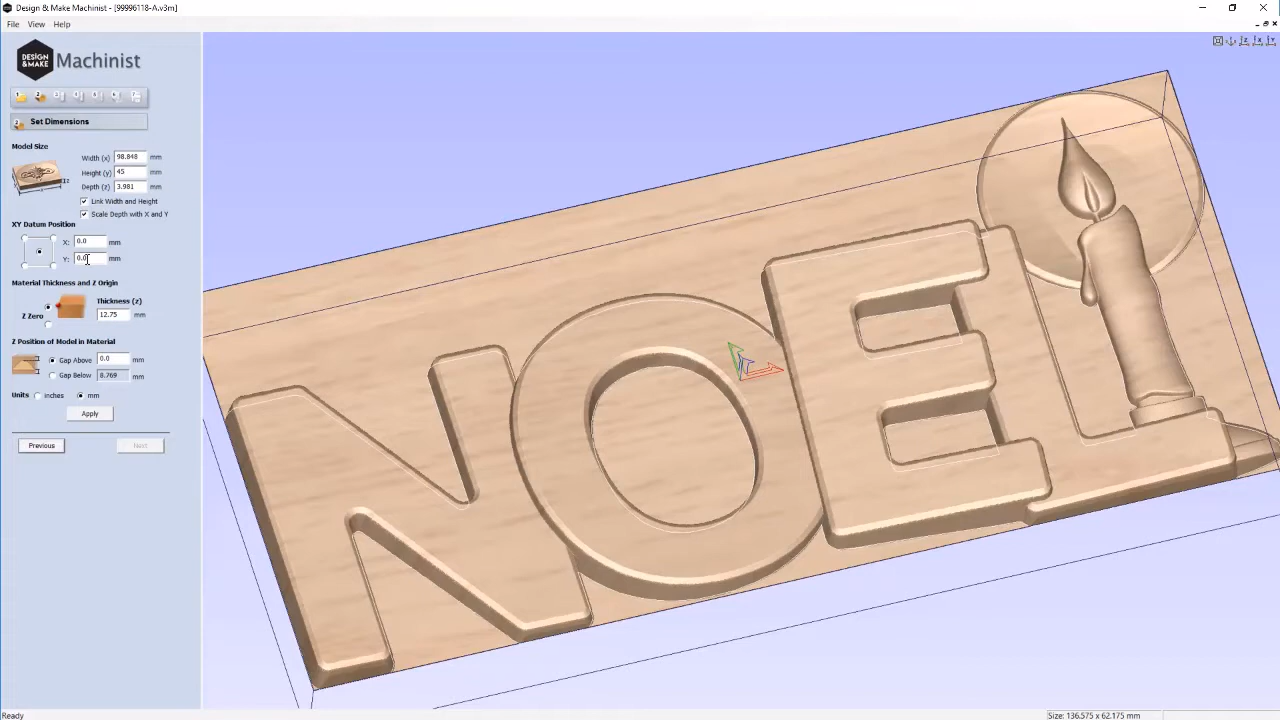 Design & Make Machinist - [99996118-A.v3m]
File View Help
DESIGN
&MAKE
Machinist
Set Dimensions
Model Size
Width (x) 98.848 mm
Height (y) 45 mm
Depth (z) 3.981 mm
Link Width and Height
Scale Depth with X and Y
XY Datum Position
X: 0.0 mm
Y: 0.0 mm
Material Thickness and Z Origin
Thickness (z)
Z Zero 12.75 mm
Z Position of Model in Material
Gap Above 0.0 mm
Gap Below 8.769 mm
Units inches mm
Apply
Previous Next
NOEL
Ready Size: 136.575 x 62.175 mm